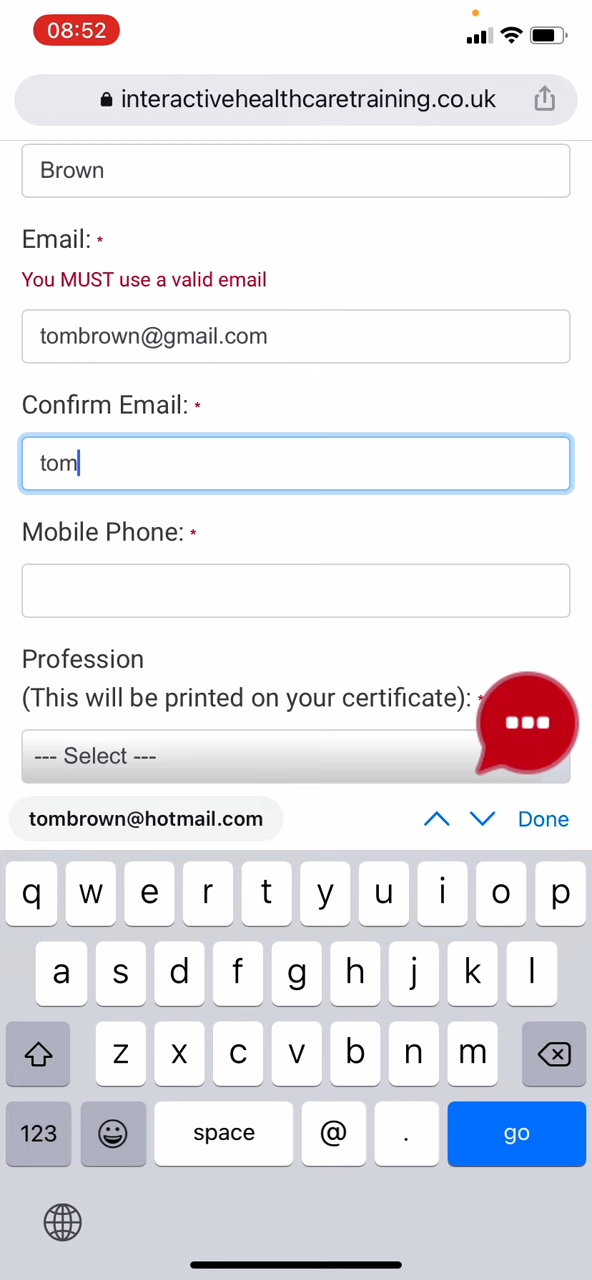 08:52
interactivehealthcaretraining.co.uk
Brown
Email: *
You MUST use a valid email
tombrown@gmail.com
Confirm Email: *
tom
Mobile Phone: *
Profession
(This will be printed on your certificate): *
--- Select ---
tombrown@hotmail.com Done
q w e r t y u i o p
a s d f g h j k l
z x c v b n m
123 space @ . go